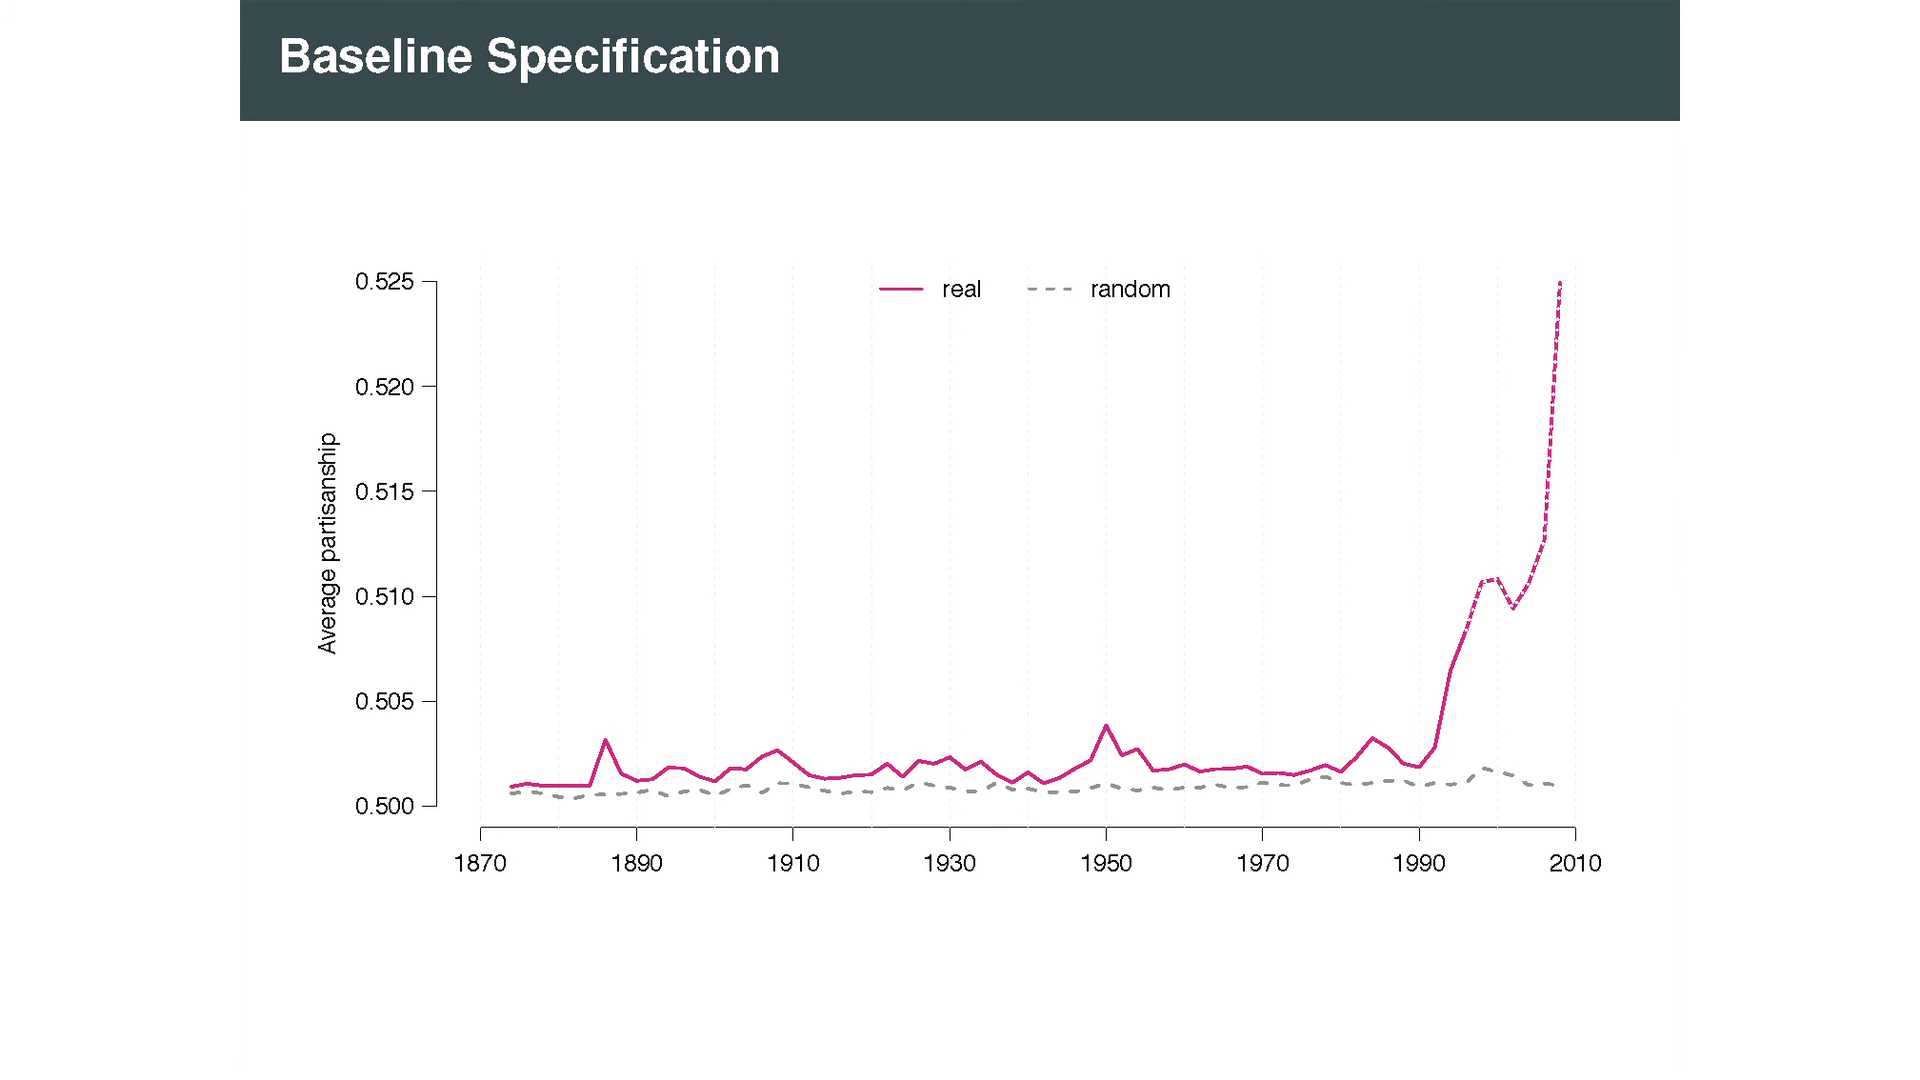 Baseline Specification
real random
Average partisanship
0.525
0.520
0.515
0.510
0.505
0.500
1870 1890 1910 1930 1950 1970 1990 2010